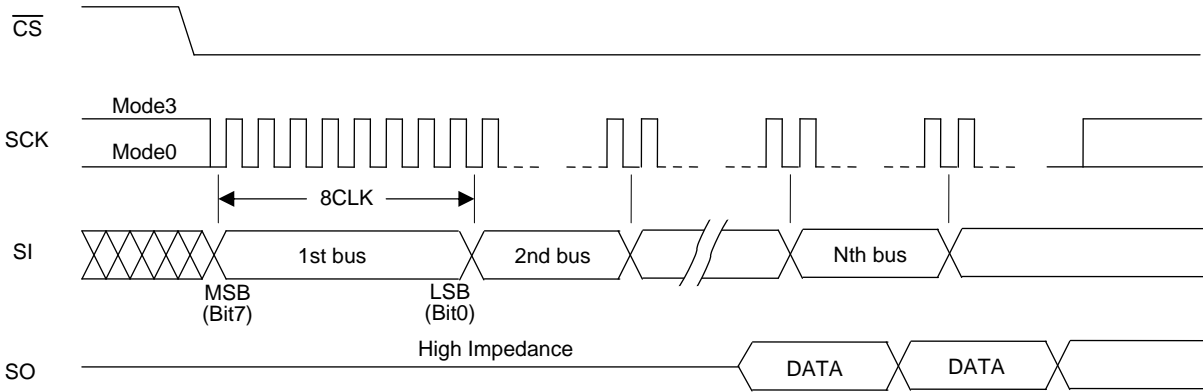 CS
Mode3
SCK
Mode0
8CLK
SI
1st bus
2nd bus
Nth bus
MSB
(Bit7)
LSB
(Bit0)
High Impedance
SO
DATA
DATA